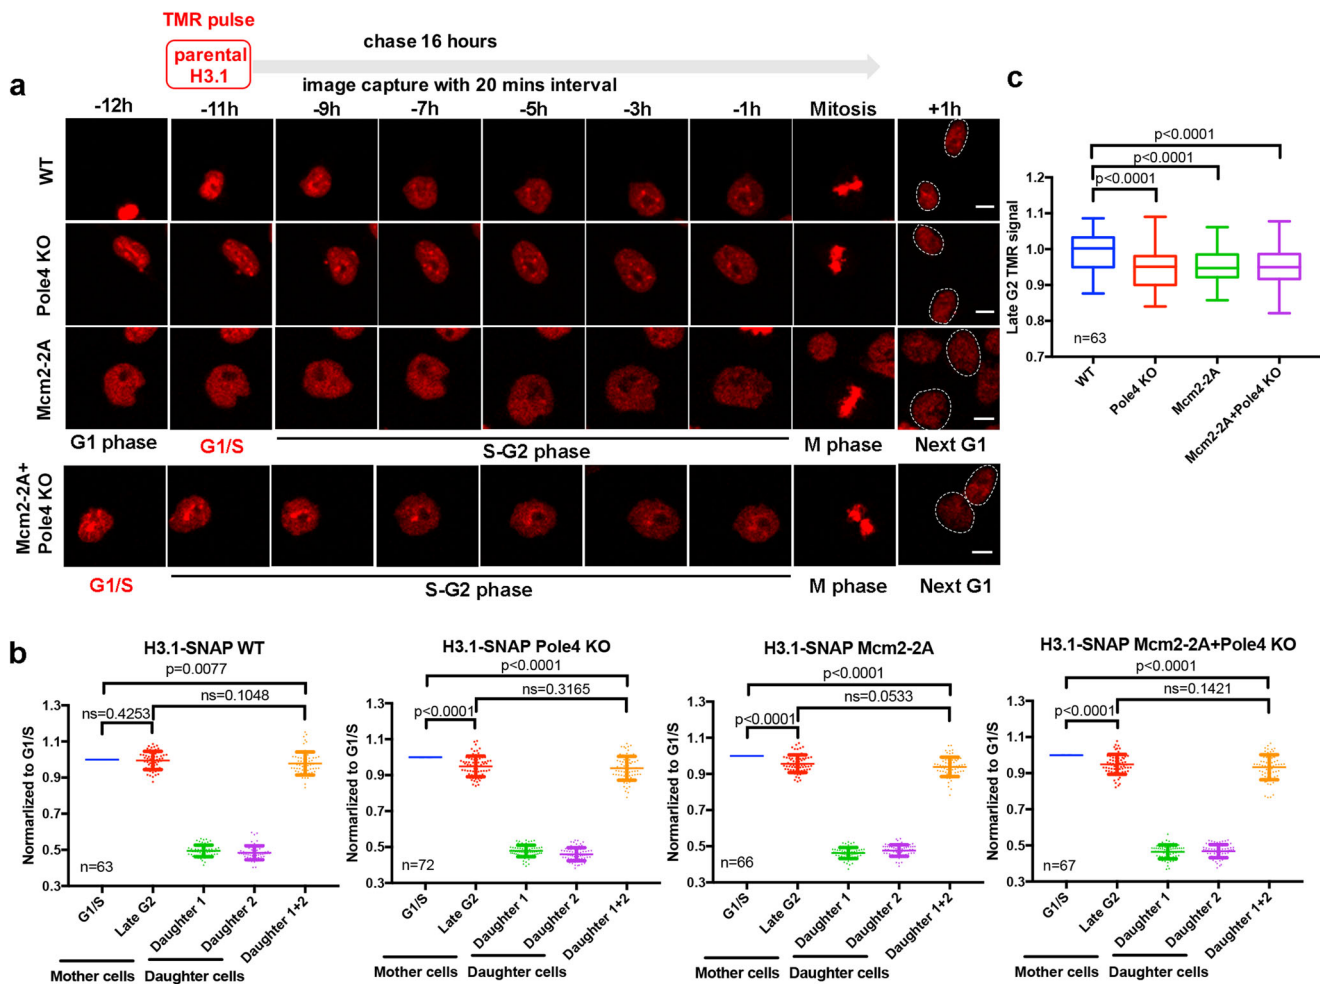 TMR pulse
parental
H3.1
chase 16 hours
image capture with 20 mins interval
a
-12h -11h -9h -7h -5h -3h -1h Mitosis +1h
WT
Pole4 KO
Mcm2-2A
G1 phase G1/S S-G2 phase M phase Next G1
Mcm2-2A+
Pole4 KO
G1/S S-G2 phase M phase Next G1
c
p<0.0001
p<0.0001
p<0.0001
Late G2 TMR signal
1.2
1.1
1.0
0.9
0.8
0.7
n=63
WT
Pole4 KO
Mcm2-2A
Mcm2-2A+Pole4 KO
b
H3.1-SNAP WT
p=0.0077
ns=0.1048
ns=0.4253
Normarlized to G1/S
1.3
1.1
0.9
0.7
0.5
0.3
n=63
G1/S
Late G2
Daughter 1
Daughter 2
Daughter 1+2
Mother cells Daughter cells
H3.1-SNAP Pole4 KO
p<0.0001
ns=0.3165
p<0.0001
Normarlized to G1/S
1.3
1.1
0.9
0.7
0.5
0.3
n=72
G1/S
Late G2
Daughter 1
Daughter 2
Daughter 1+2
Mother cells Daughter cells
H3.1-SNAP Mcm2-2A
p<0.0001
ns=0.0533
p<0.0001
Normarlized to G1/S
1.3
1.1
0.9
0.7
0.5
0.3
n=66
G1/S
Late G2
Daughter 1
Daughter 2
Daughter 1+2
Mother cells Daughter cells
H3.1-SNAP Mcm2-2A+Pole4 KO
p<0.0001
ns=0.1421
p<0.0001
Normarlized to G1/S
1.3
1.1
0.9
0.7
0.5
0.3
n=67
G1/S
Late G2
Daughter 1
Daughter 2
Daughter 1+2
Mother cells Daughter cells